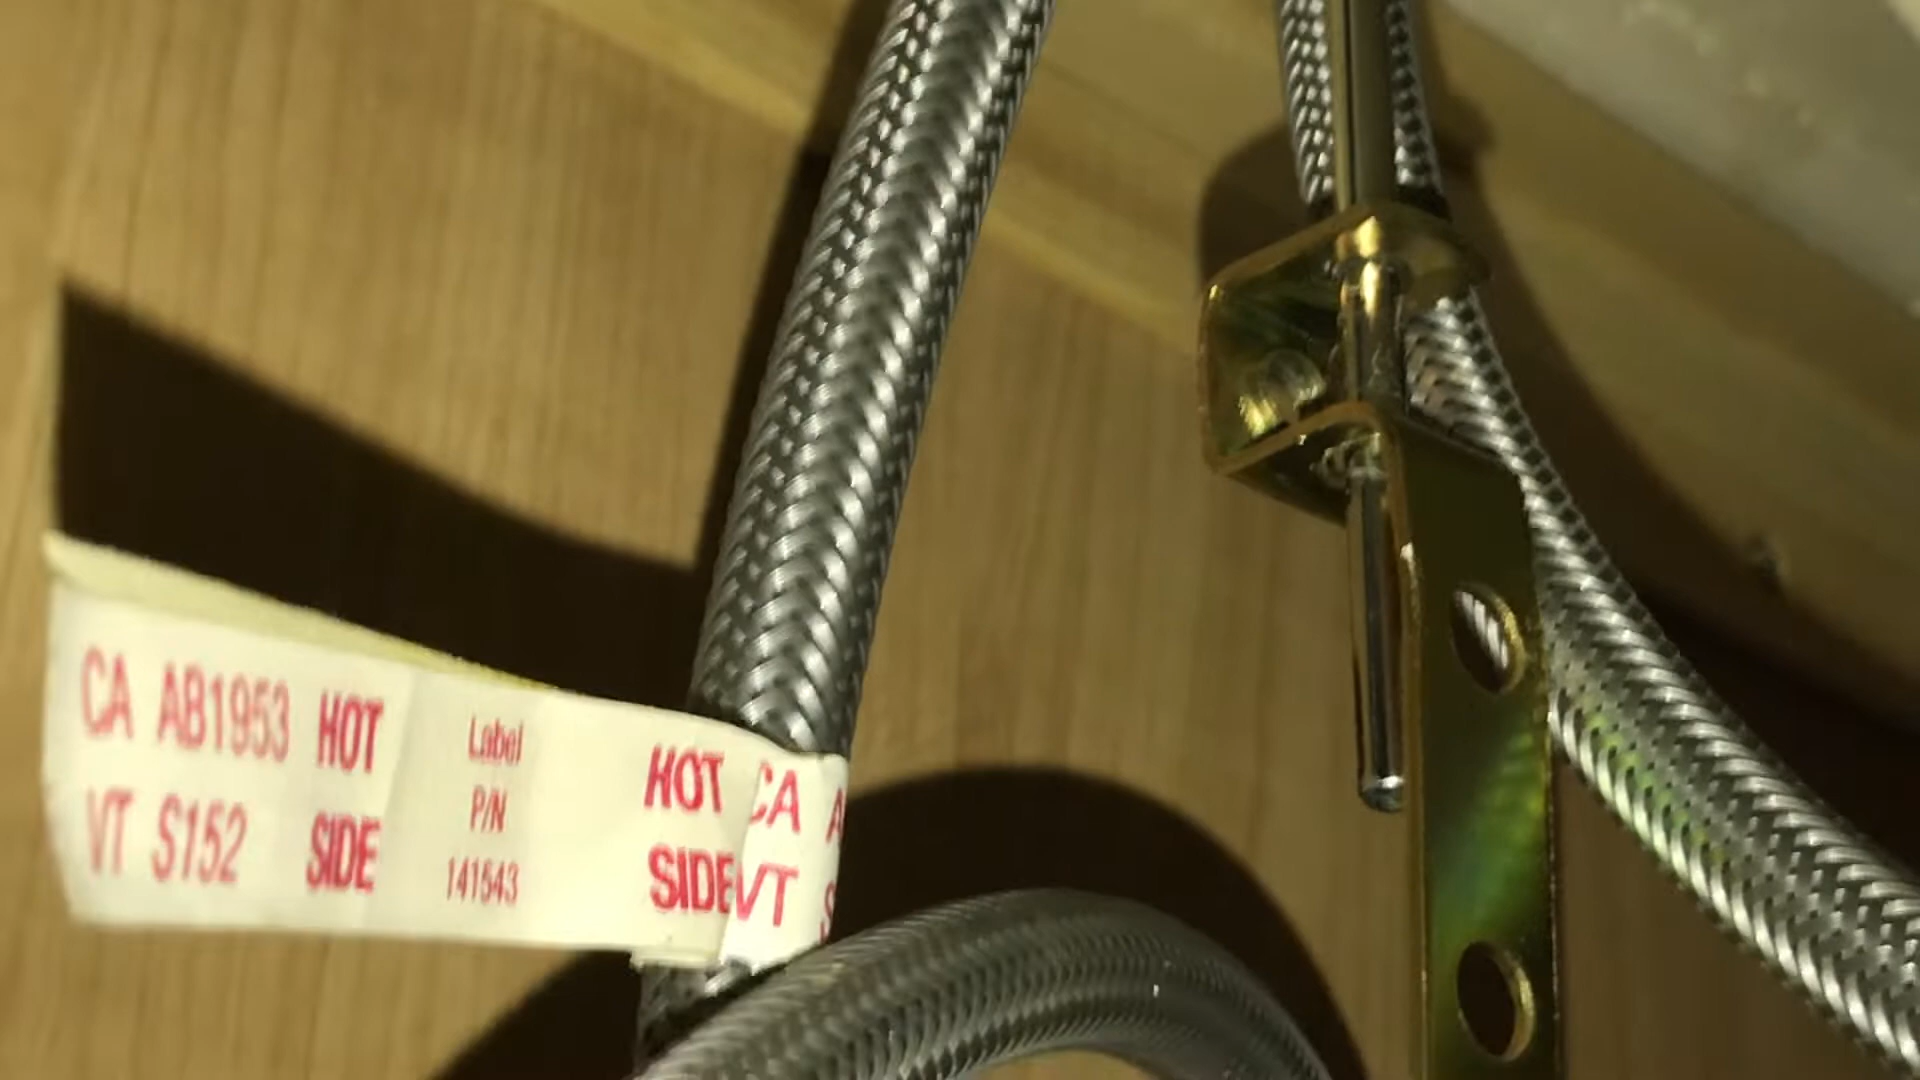 CA AB1953 HOT
VT S152 SIDE
Label
P/N
141543
HOT
SIDE
CA A
VT S